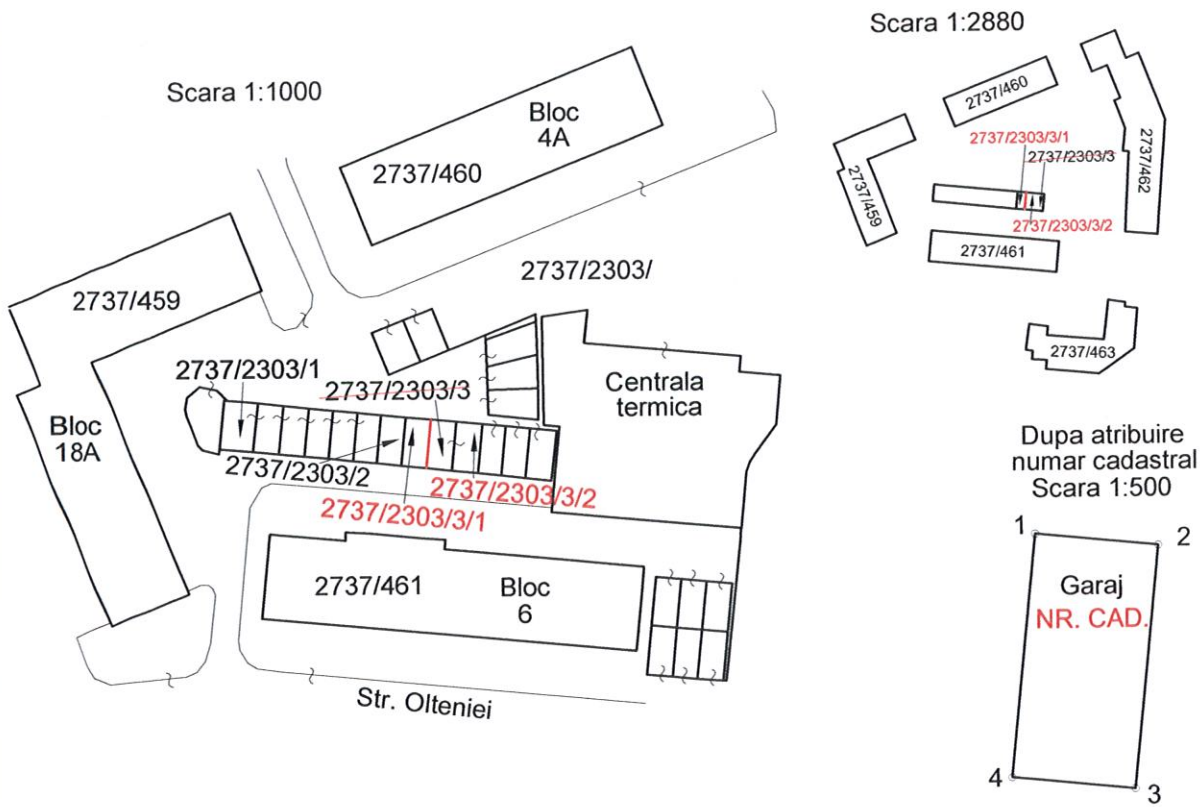 Scara 1:1000
Bloc
4A
2737/460
2737/459
2737/2303/
2737/2303/1
2737/2303/3
Centrala
termica
Bloc
18A
2737/2303/2
2737/2303/3/2
2737/2303/3/1
2737/461
Bloc
6
Str. Olteniei
Scara 1:2880
2737/460
2737/2303/3/1
2737/2303/3
2737/462
2737/459
2737/2303/3/2
2737/461
2737/463
Dupa atribuire
numar cadastral
Scara 1:500
1
2
Garaj
NR. CAD.
4
3